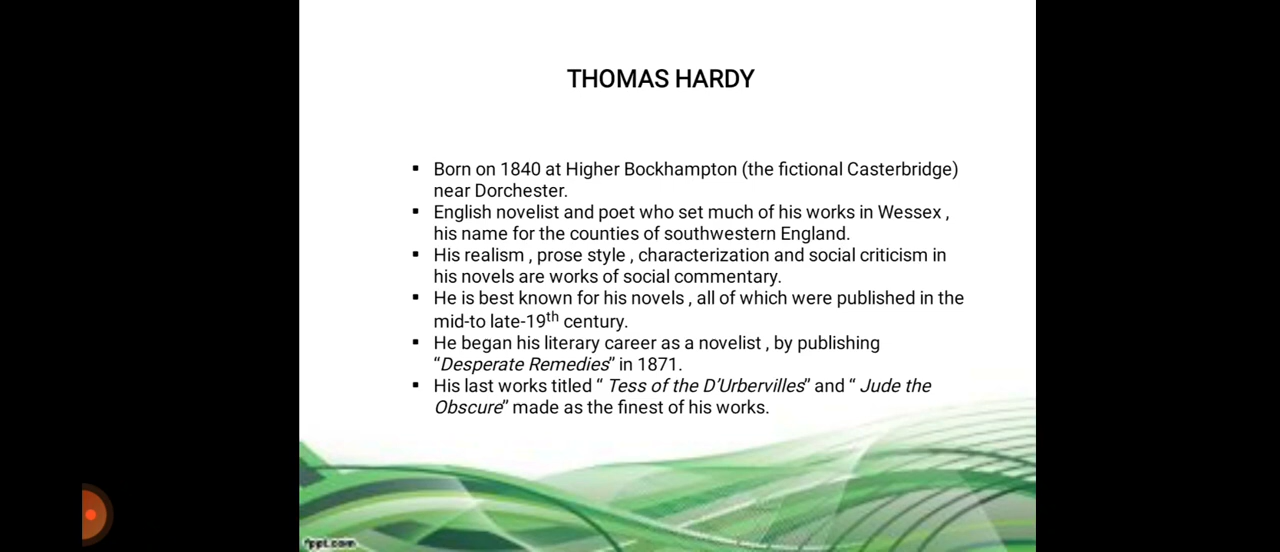 THOMAS HARDY
▪ Born on 1840 at Higher Bockhampton (the fictional Casterbridge)
near Dorchester.
▪ English novelist and poet who set much of his works in Wessex ,
his name for the counties of southwestern England.
▪ His realism , prose style , characterization and social criticism in
his novels are works of social commentary.
▪ He is best known for his novels , all of which were published in the
mid-to late-19th century.
▪ He began his literary career as a novelist , by publishing
“Desperate Remedies” in 1871.
▪ His last works titled “ Tess of the D’Urbervilles” and “ Jude the
Obscure” made as the finest of his works.
fppt.com